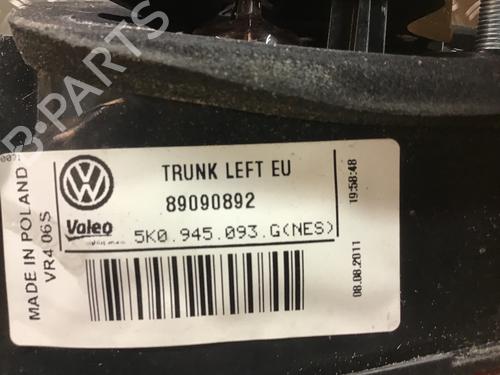 TRUNK LEFT EU
89090892
Valeo
5K0.945.093.G(NES)
MADE IN POLAND
VR4 06S
19:58:48
08.08.2011
B-PARTS